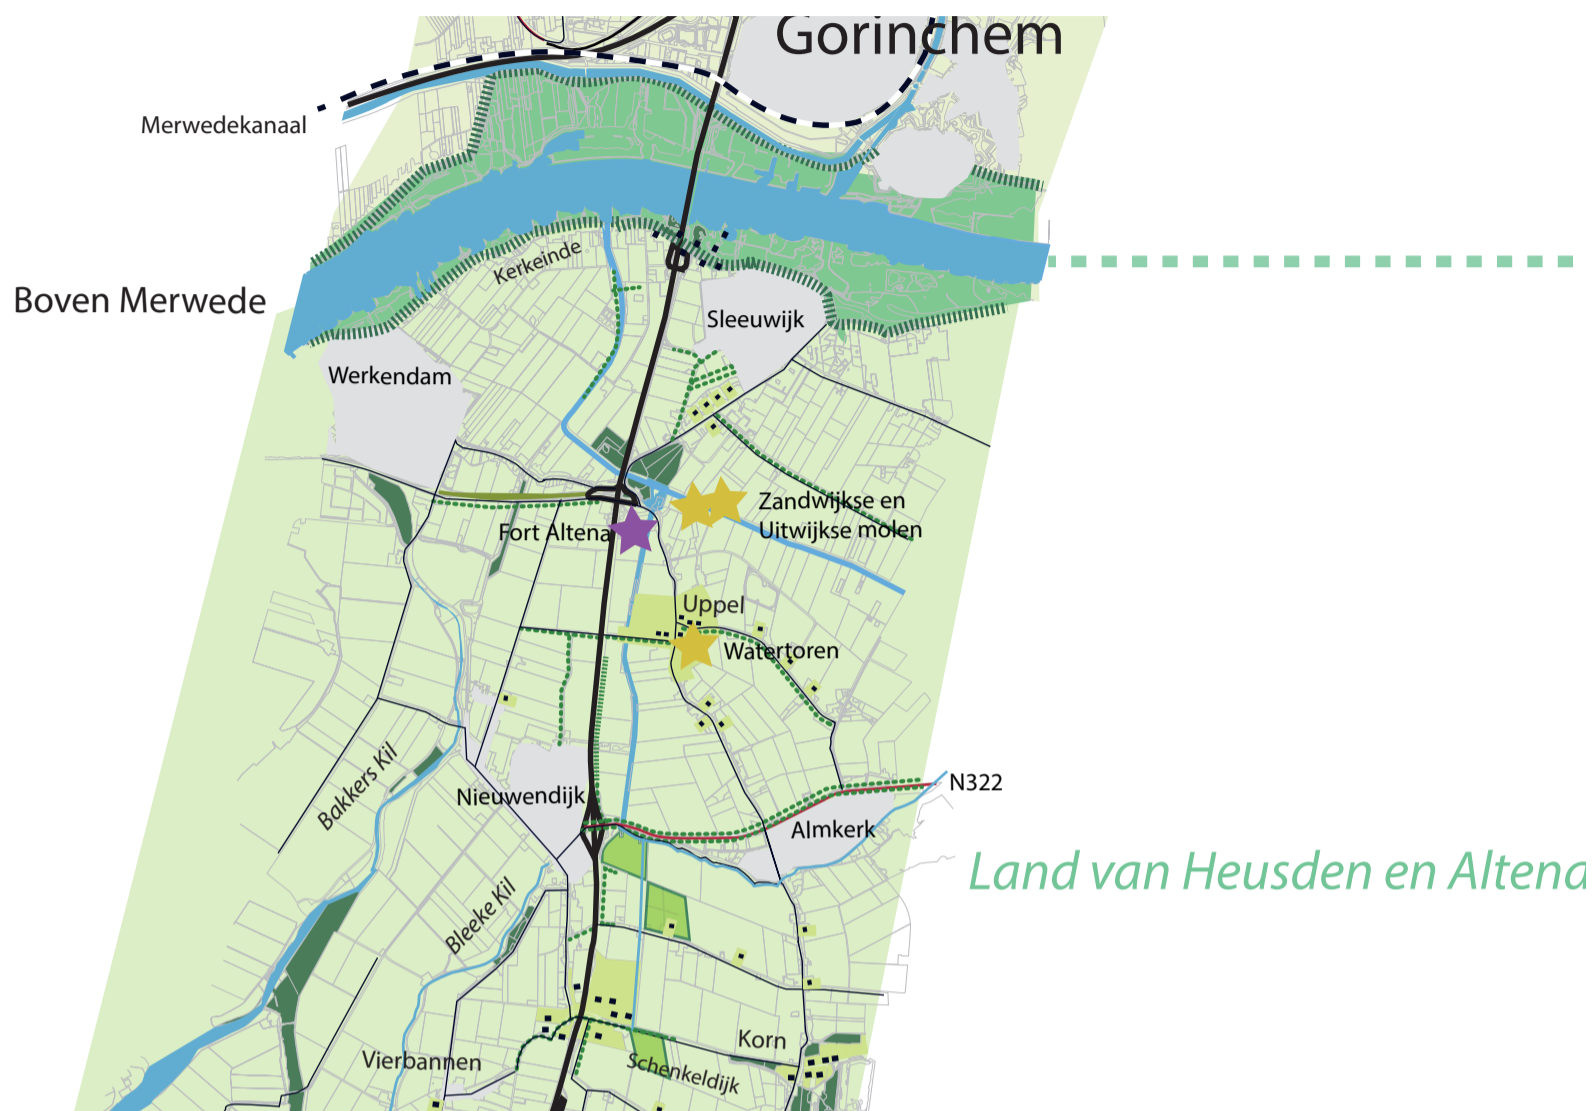 Gorinchem
Merwedekanaal
Kerkeinde
Boven Merwede
Sleeuwijk
Werkendam
Zandwijkse en
Uitwijkse molen
Fort Altena
Uppel
Watertoren
Bakkers Kil
N322
Nieuwendijk
Almkerk
Land van Heusden en Altena
Bleeke Kil
Korn
Vierbannen
Schenkeldijk